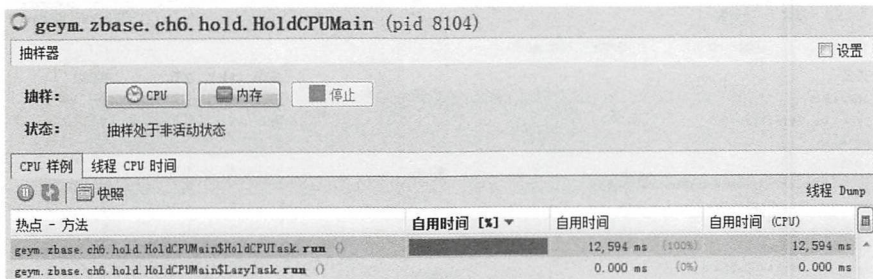 geym.zbase.ch6.hold.HoldCPUMain (pid 8104)
抽样器 设置
抽样: CPU 内存 停止
状态: 抽样处于非活动状态
CPU 样例 线程 CPU 时间
快照 线程 Dump
热点 - 方法 自用时间 [%] 自用时间 自用时间 (CPU)
geym.zbase.ch6.hold.HoldCPUMain$HoldCPUTask.run () 12,594 ms (100%) 12,594 ms
geym.zbase.ch6.hold.HoldCPUMain$LazyTask.run () 0.000 ms (0%) 0.000 ms